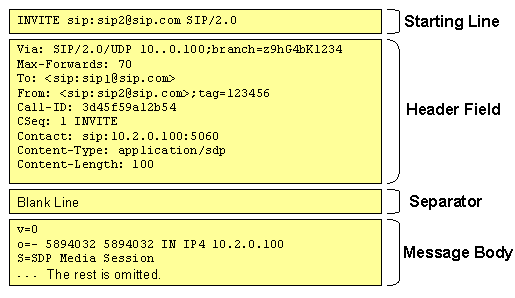 INVITE sip:sip2@sip.com SIP/2.0
Starting Line
Via: SIP/2.0/UDP 10..0.100;branch=z9hG4bK1234
Max-Forwards: 70
To: <sip:sip1@sip.com>
From: <sip:sip2@sip.com>;tag=123456
Call-ID: 3d45f59a12b54
CSeq: 1 INVITE
Contact: sip:10.2.0.100:5060
Content-Type: application/sdp
Content-Length: 100
Header Field
Blank Line
Separator
v=0
o=- 5894032 5894032 IN IP4 10.2.0.100
S=SDP Media Session
... The rest is omitted.
Message Body